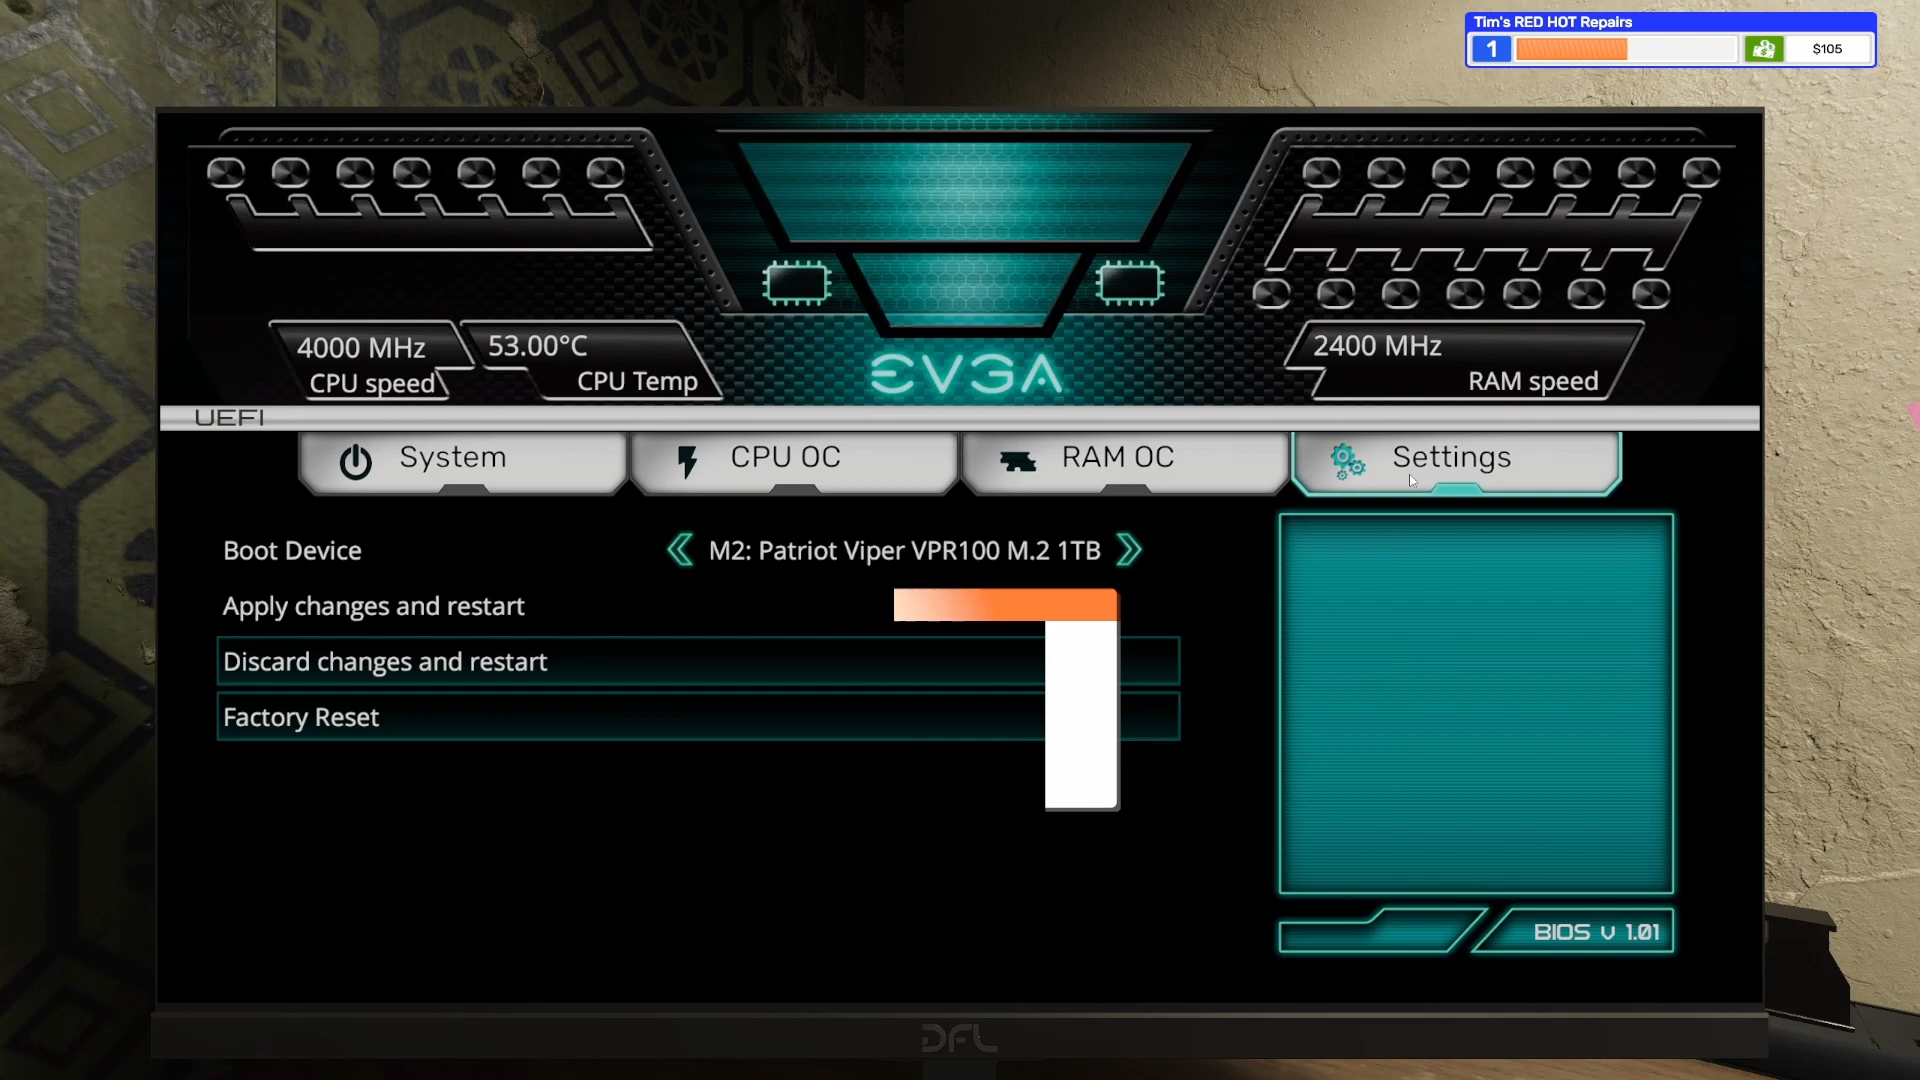 Tim's RED HOT Repairs
1
$105
4000 MHz
CPU speed
53.00°C
CPU Temp
EVGA
2400 MHz
RAM speed
UEFI
System
CPU OC
RAM OC
Settings
Boot Device
M2: Patriot Viper VPR100 M.2 1TB
Apply changes and restart
Discard changes and restart
Factory Reset
BIOS v 1.01
DFL